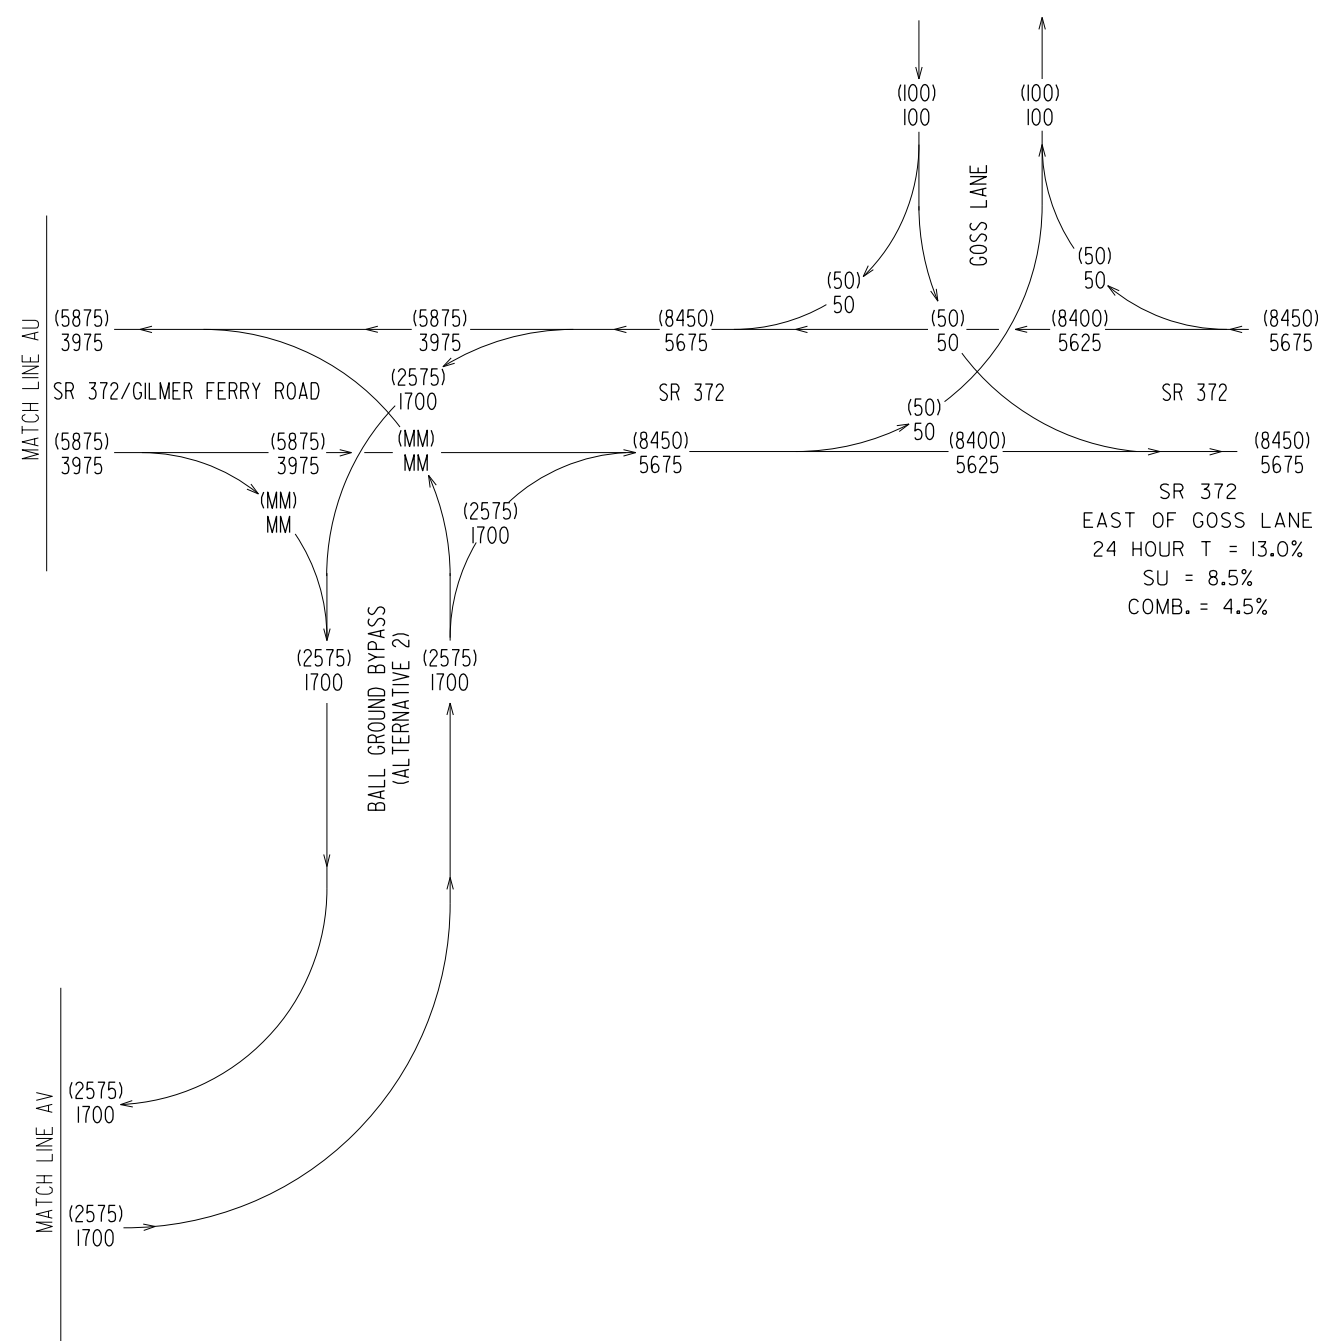 (100)
100
(100)
100
GOSS LANE
(50)
50
(50)
50
MATCH LINE AU
(5875)
3975
(5875)
3975
(8450)
5675
(50)
50
(8400)
5625
(8450)
5675
(2575)
1700
SR 372/GILMER FERRY ROAD
SR 372
SR 372
(50)
50
(5875)
3975
(5875)
3975
(MM)
MM
(8450)
5675
(8400)
5625
(8450)
5675
(MM)
MM
(2575)
1700
SR 372
EAST OF GOSS LANE
24 HOUR T = 13.0%
SU = 8.5%
COMB. = 4.5%
(2575)
1700
BALL GROUND BYPASS
(ALTERNATIVE 2)
(2575)
1700
MATCH LINE AV
(2575)
1700
(2575)
1700